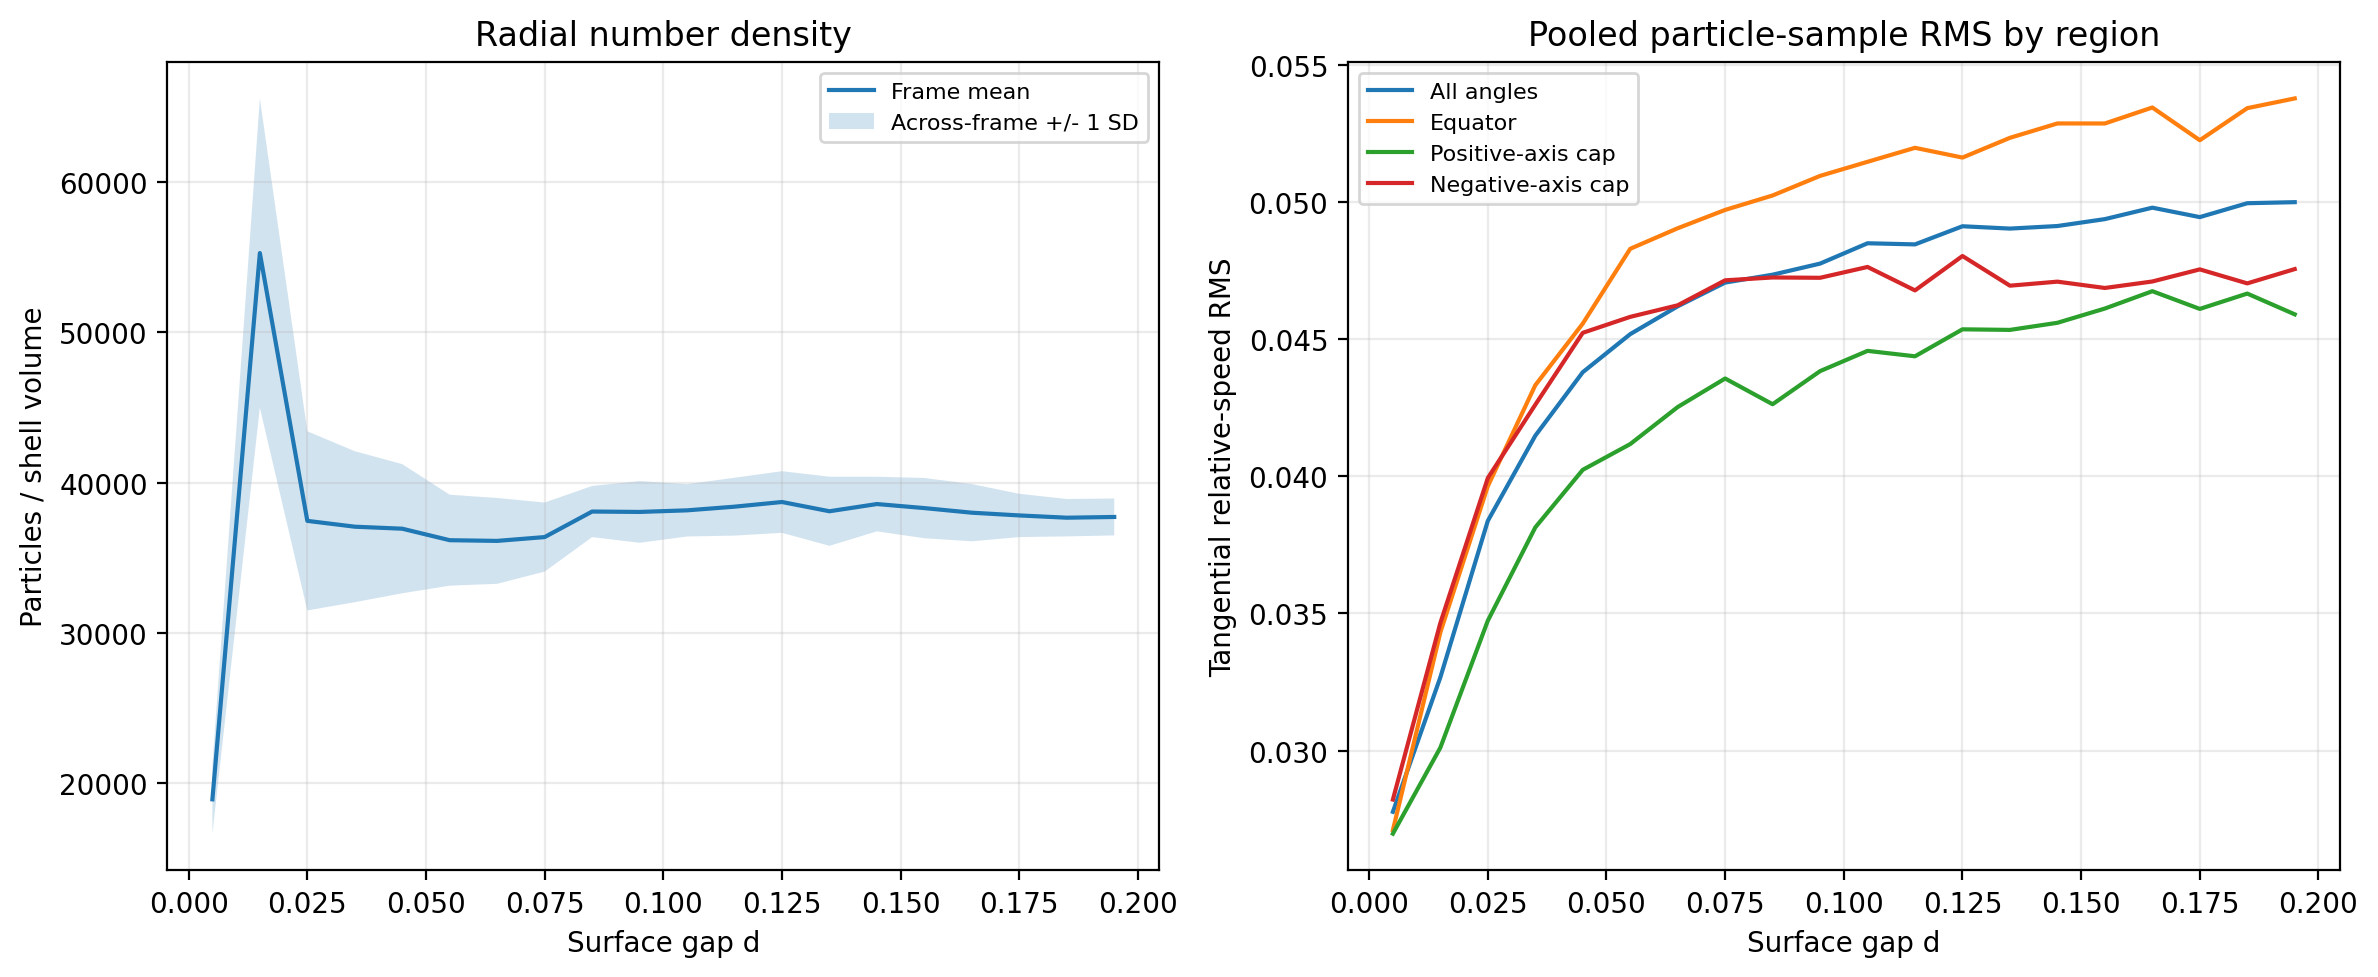 Radial number density
Particles / shell volume
60000
50000
40000
30000
20000
Frame mean
Across-frame +/- 1 SD
0.000 0.025 0.050 0.075 0.100 0.125 0.150 0.175 0.200
Surface gap d
Pooled particle-sample RMS by region
Tangential relative-speed RMS
0.055
0.050
0.045
0.040
0.035
0.030
All angles
Equator
Positive-axis cap
Negative-axis cap
0.000 0.025 0.050 0.075 0.100 0.125 0.150 0.175 0.200
Surface gap d